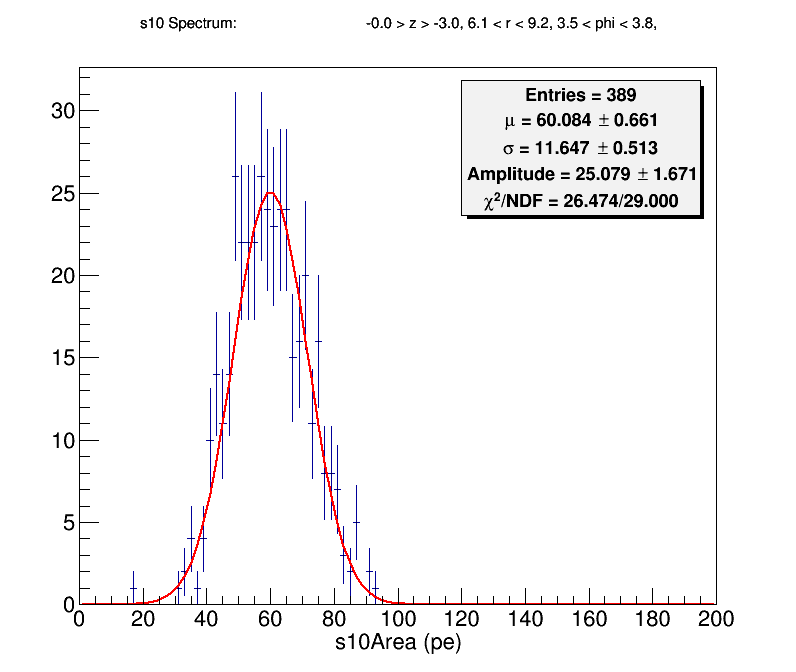 s10 Spectrum: -0.0 > z > -3.0, 6.1 < r < 9.2, 3.5 < phi < 3.8,
Entries = 389
μ = 60.084 ± 0.661
σ = 11.647 ± 0.513
Amplitude = 25.079 ± 1.671
χ²/NDF = 26.474/29.000
30
25
20
15
10
5
0
0 20 40 60 80 100 120 140 160 180 200
s10Area (pe)